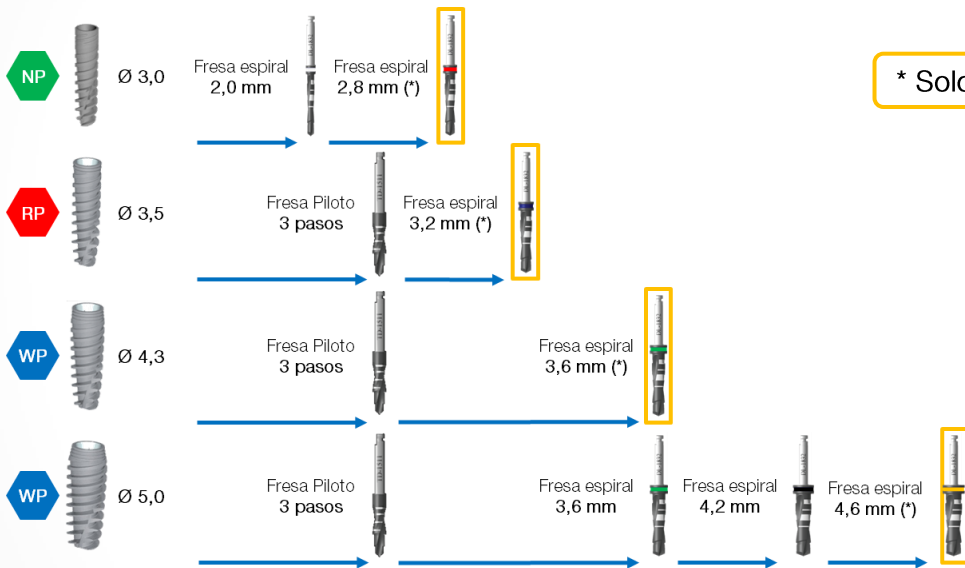 NP
Ø 3,0
Fresa espiral
2,0 mm
Fresa espiral
2,8 mm (*)
* Solo
RP
Ø 3,5
Fresa Piloto
3 pasos
Fresa espiral
3,2 mm (*)
WP
Ø 4,3
Fresa Piloto
3 pasos
Fresa espiral
3,6 mm (*)
WP
Ø 5,0
Fresa Piloto
3 pasos
Fresa espiral
3,6 mm
Fresa espiral
4,2 mm
Fresa espiral
4,6 mm (*)